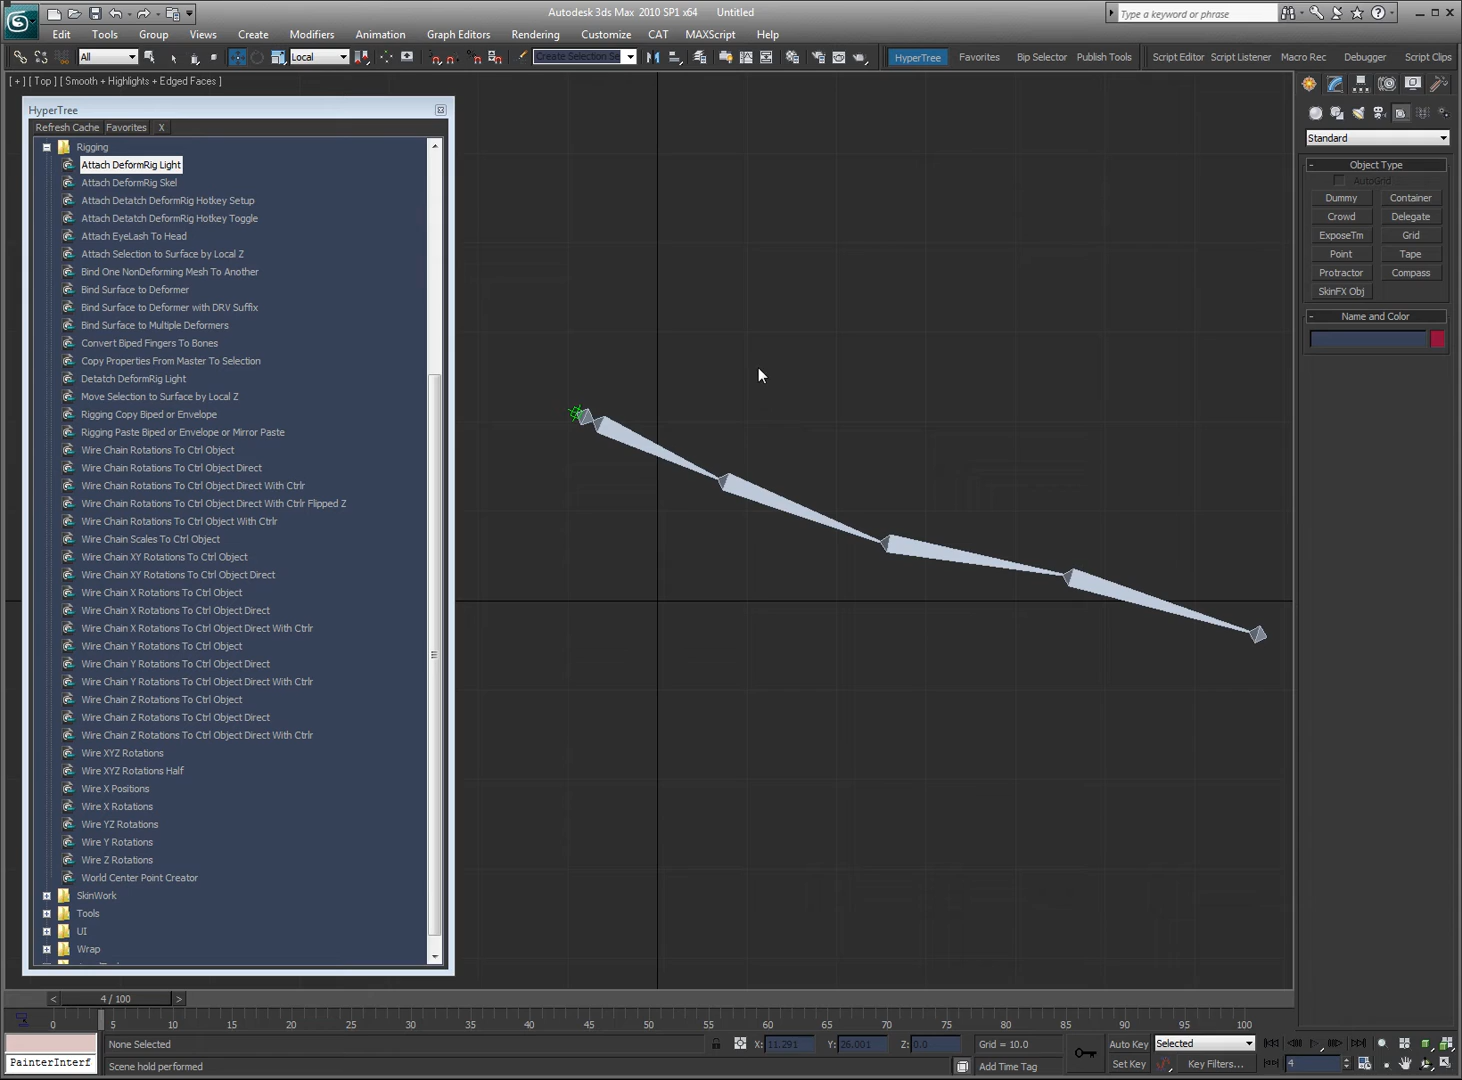 Autodesk 3ds Max 2010 SP1 x64 Untitled
Type a keyword or phrase
Edit Tools Group Views Create Modifiers Animation Graph Editors Rendering Customize CAT MAXScript Help
All Local Create Selection Se HyperTree Favorites Bip Selector Publish Tools Script Editor Script Listener Macro Rec Debugger Script Clips
[ + ] [ Top ] [ Smooth + Highlights + Edged Faces ]
HyperTree
Refresh Cache Favorites X
Rigging
Attach DeformRig Light
Attach DeformRig Skel
Attach Detatch DeformRig Hotkey Setup
Attach Detatch DeformRig Hotkey Toggle
Attach EyeLash To Head
Attach Selection to Surface by Local Z
Bind One NonDeforming Mesh To Another
Bind Surface to Deformer
Bind Surface to Deformer with DRV Suffix
Bind Surface to Multiple Deformers
Convert Biped Fingers To Bones
Copy Properties From Master To Selection
Detatch DeformRig Light
Move Selection to Surface by Local Z
Rigging Copy Biped or Envelope
Rigging Paste Biped or Envelope or Mirror Paste
Wire Chain Rotations To Ctrl Object
Wire Chain Rotations To Ctrl Object Direct
Wire Chain Rotations To Ctrl Object Direct With Ctrlr
Wire Chain Rotations To Ctrl Object Direct With Ctrlr Flipped Z
Wire Chain Rotations To Ctrl Object With Ctrlr
Wire Chain Scales To Ctrl Object
Wire Chain XY Rotations To Ctrl Object
Wire Chain XY Rotations To Ctrl Object Direct
Wire Chain X Rotations To Ctrl Object
Wire Chain X Rotations To Ctrl Object Direct
Wire Chain X Rotations To Ctrl Object Direct With Ctrlr
Wire Chain Y Rotations To Ctrl Object
Wire Chain Y Rotations To Ctrl Object Direct
Wire Chain Y Rotations To Ctrl Object Direct With Ctrlr
Wire Chain Z Rotations To Ctrl Object
Wire Chain Z Rotations To Ctrl Object Direct
Wire Chain Z Rotations To Ctrl Object Direct With Ctrlr
Wire XYZ Rotations
Wire XYZ Rotations Half
Wire X Positions
Wire X Rotations
Wire YZ Rotations
Wire Y Rotations
Wire Z Rotations
World Center Point Creator
SkinWork
Tools
UI
Wrap
Standard
Object Type
AutoGrid
Dummy Container
Crowd Delegate
ExposeTm Grid
Point Tape
Protractor Compass
SkinFX Obj
Name and Color
< 4 / 100 >
0 5 10 15 20 25 30 35 40 45 50 55 60 65 70 75 80 85 90 95 100
None Selected X: 11.291 Y: 26.001 Z: 0.0 Grid = 10.0 Auto Key Selected
PainterInterf Scene hold performed Add Time Tag Set Key Key Filters... 4